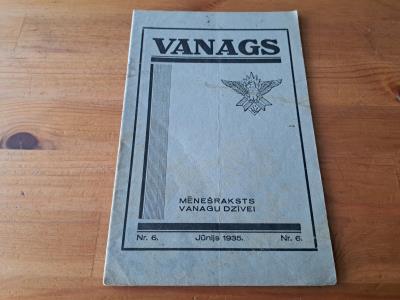 VANAGS
MĒNEŠRAKSTS
VANAGU DZĪVEI
Nr. 6. Jūnijs 1935. Nr. 6.